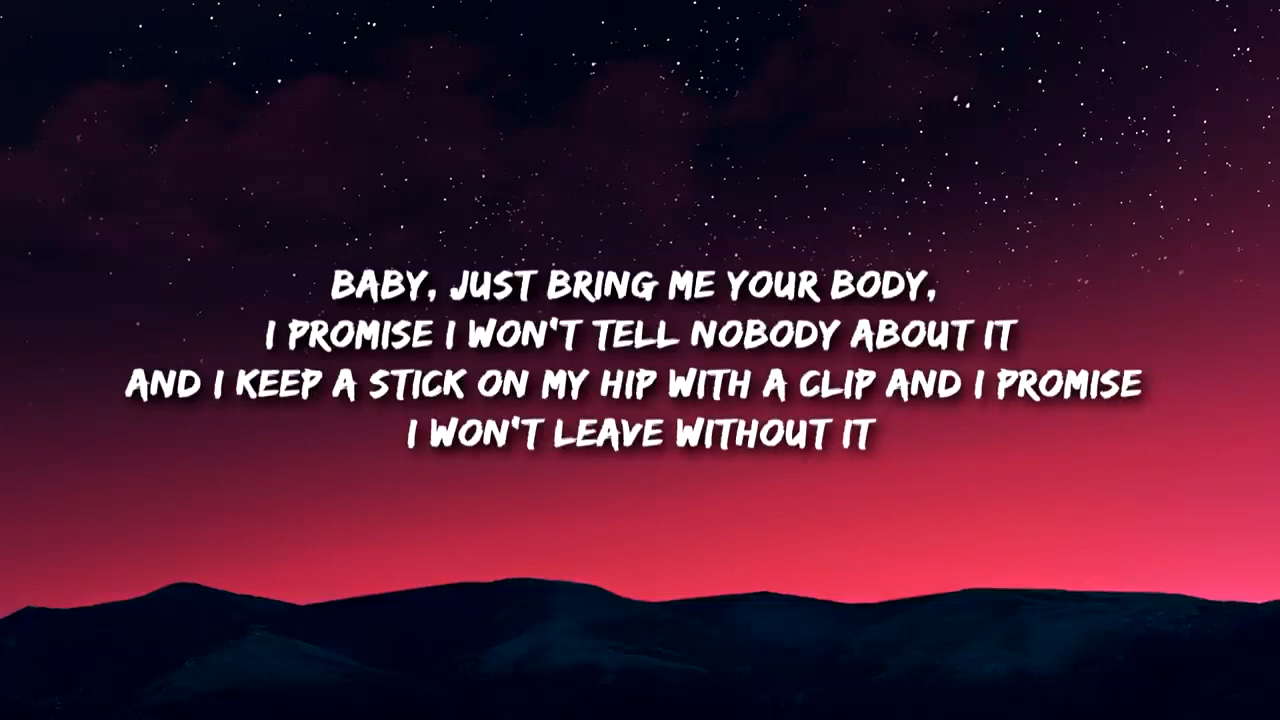 BABY, JUST BRING ME YOUR BODY,
I PROMISE I WON'T TELL NOBODY ABOUT IT
AND I KEEP A STICK ON MY HIP WITH A CLIP AND I PROMISE
I WON'T LEAVE WITHOUT IT